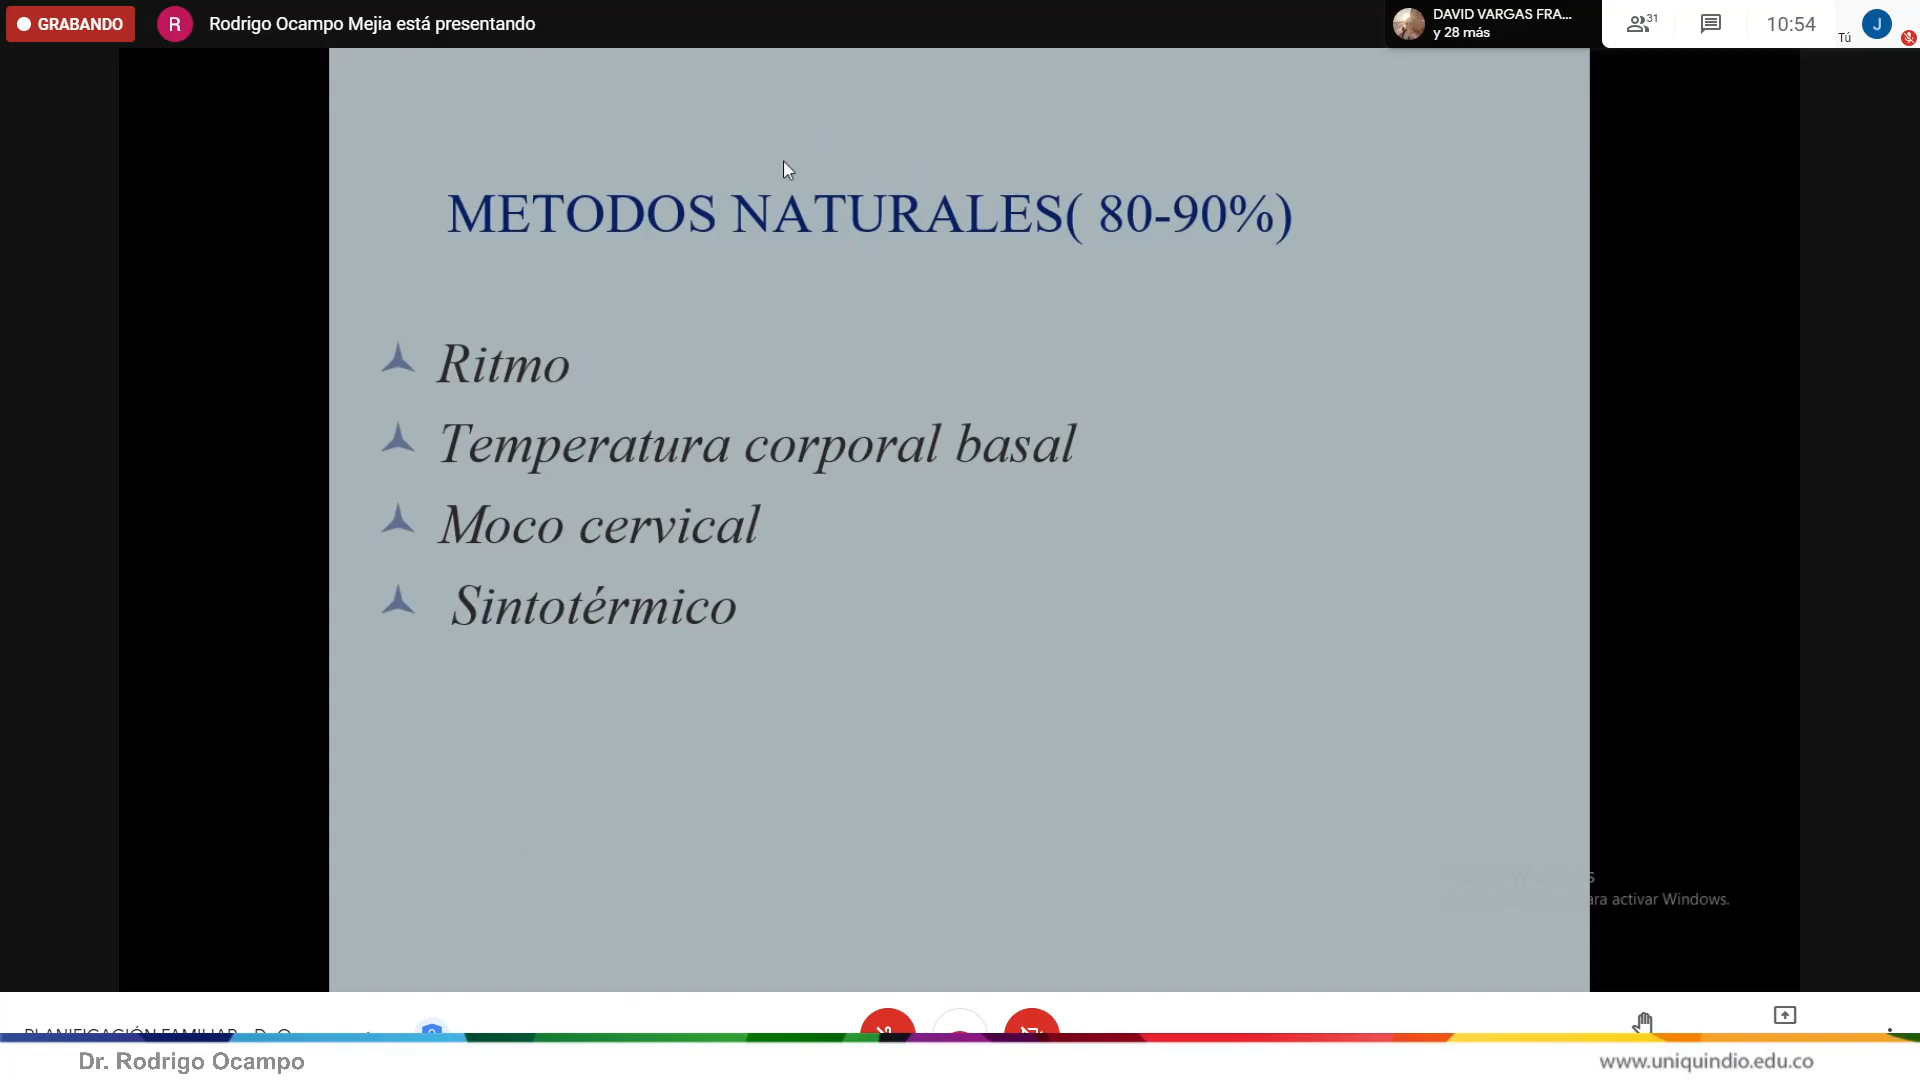 GRABANDO
R
Rodrigo Ocampo Mejia está presentando
DAVID VARGAS FRA...
y 28 más
31
10:54
Tú
J
METODOS NATURALES( 80-90%)
Ritmo
Temperatura corporal basal
Moco cervical
Sintotérmico
activar Windows.
PLANIFICACIÓN FAMILIAR
Dr. Rodrigo Ocampo
www.uniquindio.edu.co